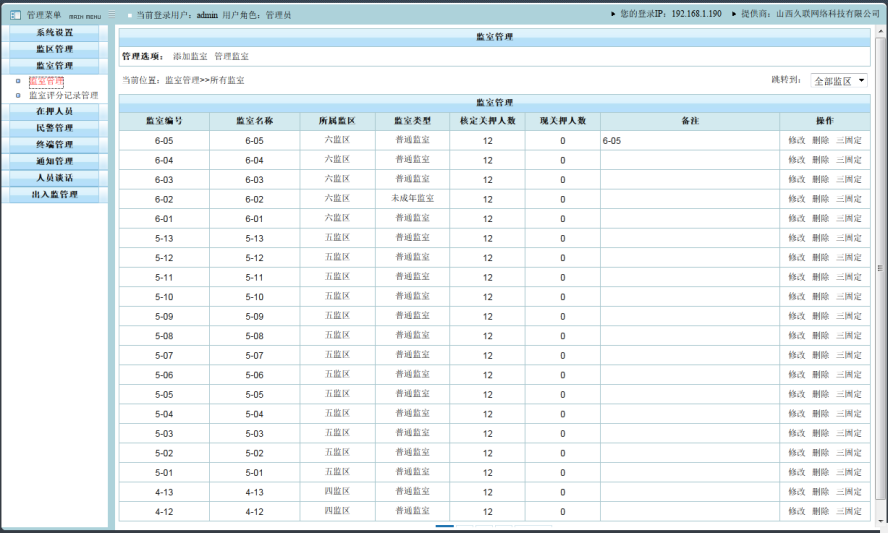 管理菜单 MAIN MENU 当前登录用户：admin 用户角色：管理员 您的登录IP：192.168.1.190 提供商：山西久联网络科技有限公司
系统设置
监区管理
监室管理
监室管理
监室评分记录管理
在押人员
民警管理
终端管理
通知管理
人员谈话
出入监管理
监室管理
管理选项： 添加监室 管理监室
当前位置：监室管理>>所有监室 跳转到： 全部监区
监室管理
监室编号 监室名称 所属监区 监室类型 核定关押人数 现关押人数 备注 操作
6-05 6-05 六监区 普通监室 12 0 6-05 修改 删除 三固定
6-04 6-04 六监区 普通监室 12 0 修改 删除 三固定
6-03 6-03 六监区 普通监室 12 0 修改 删除 三固定
6-02 6-02 六监区 未成年监室 12 0 修改 删除 三固定
6-01 6-01 六监区 普通监室 12 0 修改 删除 三固定
5-13 5-13 五监区 普通监室 12 0 修改 删除 三固定
5-12 5-12 五监区 普通监室 12 0 修改 删除 三固定
5-11 5-11 五监区 普通监室 12 0 修改 删除 三固定
5-10 5-10 五监区 普通监室 12 0 修改 删除 三固定
5-09 5-09 五监区 普通监室 12 0 修改 删除 三固定
5-08 5-08 五监区 普通监室 12 0 修改 删除 三固定
5-07 5-07 五监区 普通监室 12 0 修改 删除 三固定
5-06 5-06 五监区 普通监室 12 0 修改 删除 三固定
5-05 5-05 五监区 普通监室 12 0 修改 删除 三固定
5-04 5-04 五监区 普通监室 12 0 修改 删除 三固定
5-03 5-03 五监区 普通监室 12 0 修改 删除 三固定
5-02 5-02 五监区 普通监室 12 0 修改 删除 三固定
5-01 5-01 五监区 普通监室 12 0 修改 删除 三固定
4-13 4-13 四监区 普通监室 12 0 修改 删除 三固定
4-12 4-12 四监区 普通监室 12 0 修改 删除 三固定